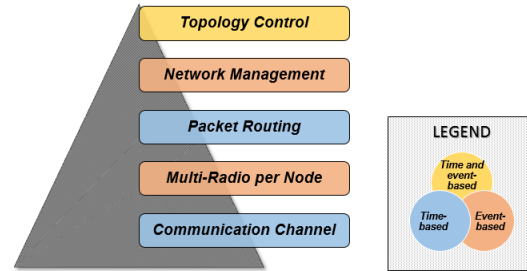 Topology Control
Network Management
Packet Routing
Multi-Radio per Node
Communication Channel
LEGEND
Time and
event-
based
Time-
based
Event-
based